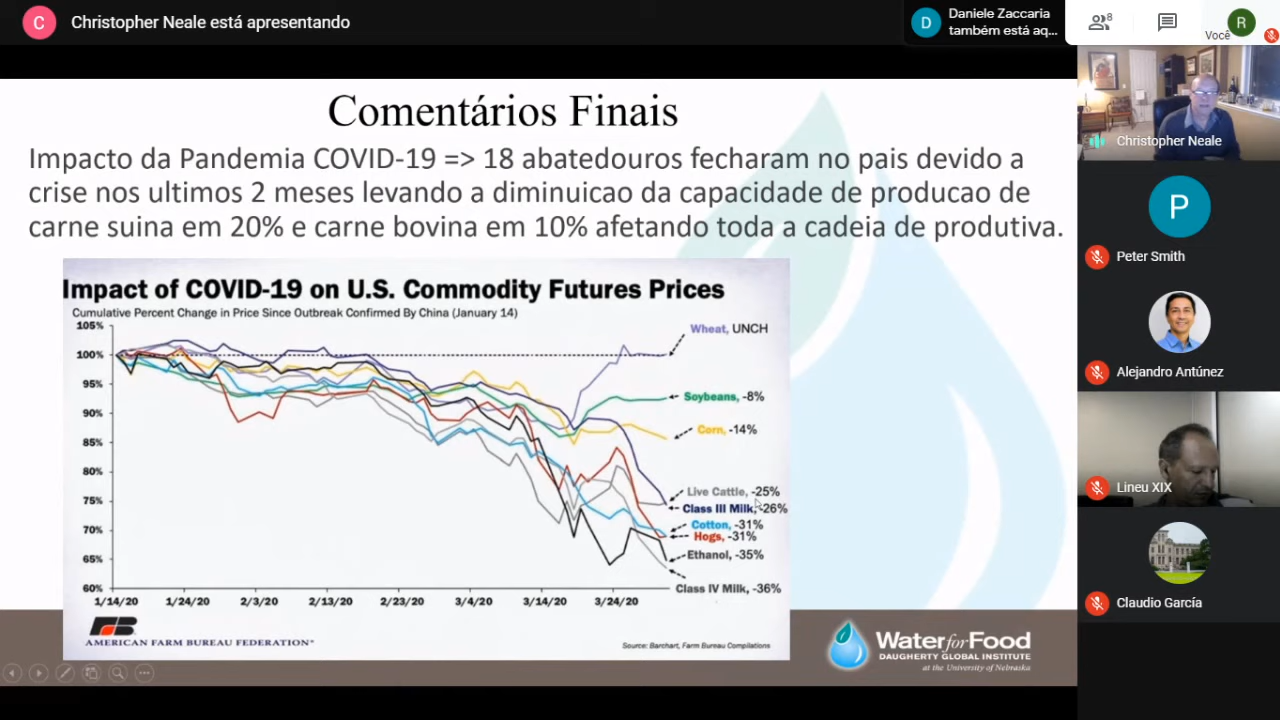 C
Christopher Neale está apresentando
D
Daniele Zaccaria
também está aq...
8
Você
R
Comentários Finais
Impacto da Pandemia COVID-19 => 18 abatedouros fecharam no pais devido a
crise nos ultimos 2 meses levando a diminuicao da capacidade de producao de
carne suina em 20% e carne bovina em 10% afetando toda a cadeia de produtiva.
Impact of COVID-19 on U.S. Commodity Futures Prices
Cumulative Percent Change in Price Since Outbreak Confirmed By China (January 14)
105%
100%
95%
90%
85%
80%
75%
70%
65%
60%
Wheat, UNCH
Soybeans, -8%
Corn, -14%
Live Cattle, -25%
Class III Milk, -26%
Cotton, -31%
Hogs, -31%
Ethanol, -35%
Class IV Milk, -36%
1/14/20 1/24/20 2/3/20 2/13/20 2/23/20 3/4/20 3/14/20 3/24/20
FB
AMERICAN FARM BUREAU FEDERATION®
Source: Barchart, Farm Bureau Compilations
Water for Food
DAUGHERTY GLOBAL INSTITUTE
at the University of Nebraska
Christopher Neale
P
Peter Smith
Alejandro Antúnez
Lineu XIX
Claudio García